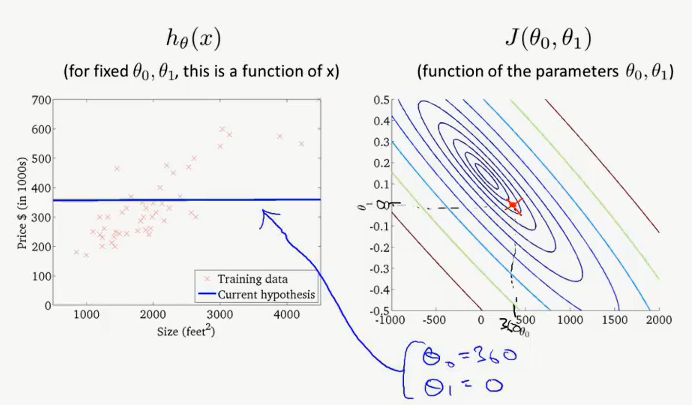 hθ(x)
(for fixed θ0, θ1, this is a function of x)
700
600
500
400
300
200
100
0
Price $ (in 1000s)
1000
2000
3000
4000
Size (feet²)
Training data
Current hypothesis
J(θ0, θ1)
(function of the parameters θ0, θ1)
0.5
0.4
0.3
0.2
0.1
0
-0.1
-0.2
-0.3
-0.4
-0.5
θ1
-1000
-500
0
500
1000
1500
2000
360
θ0
θ0 = 360
θ1 = 0